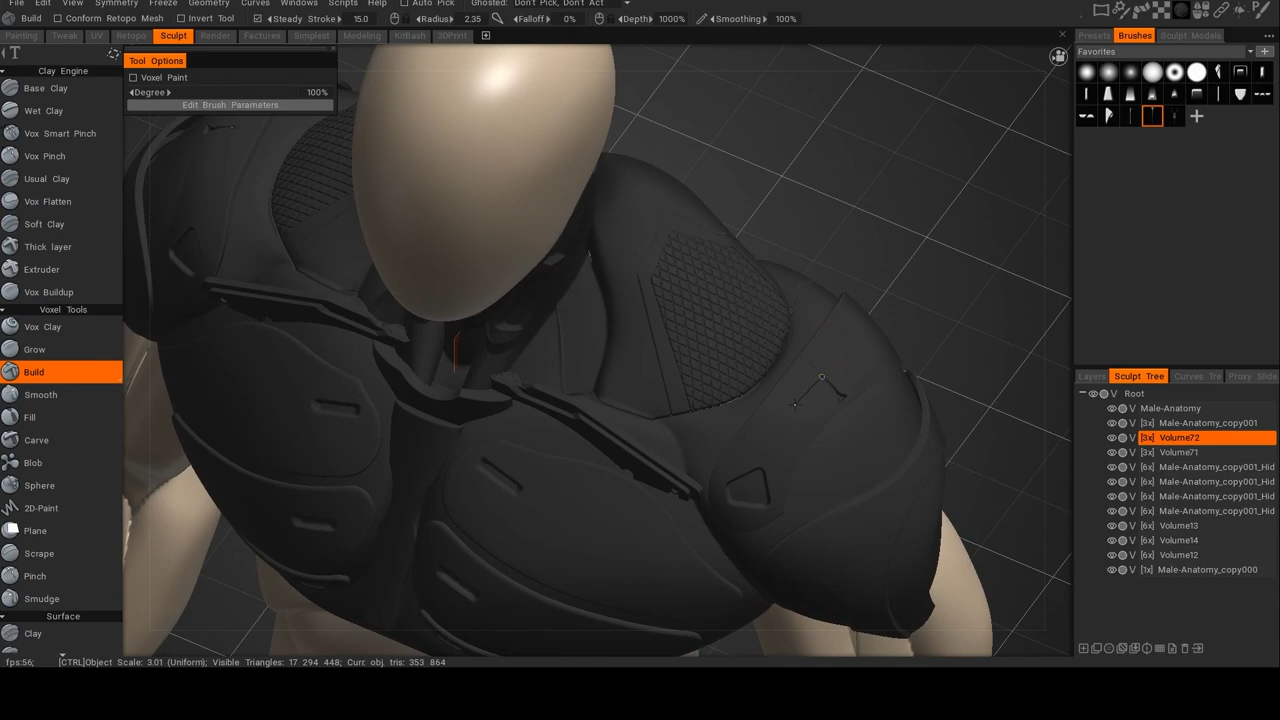 File Edit View Symmetry Freeze Geometry Curves Windows Scripts Help Auto Pick Ghosted: Don't Pick, Don't Act
Build Conform Retopo Mesh Invert Tool Steady Stroke 15.0 Radius 2.35 Falloff 0% Depth 1000% Smoothing 100%
Painting Tweak UV Retopo Sculpt Render Factures Simplest Modeling KitBash 3DPrint
Presets Brushes Sculpt Models
Favorites
Tool Options
Voxel Paint
Degree 100%
Edit Brush Parameters
Clay Engine
Base Clay
Wet Clay
Vox Smart Pinch
Vox Pinch
Usual Clay
Vox Flatten
Soft Clay
Thick layer
Extruder
Vox Buildup
Voxel Tools
Vox Clay
Grow
Build
Smooth
Fill
Carve
Blob
Sphere
2D-Paint
Plane
Scrape
Pinch
Smudge
Surface
Clay
Layers Sculpt Tree Curves Tre Proxy Slide
Root
V Male-Anatomy
V [3x] Male-Anatomy_copy001
V [3x] Volume72
V [3x] Volume71
V [6x] Male-Anatomy_copy001_Hid
V [6x] Male-Anatomy_copy001_Hid
V [6x] Male-Anatomy_copy001_Hid
V [6x] Male-Anatomy_copy001_Hid
V [6x] Volume13
V [6x] Volume14
V [6x] Volume12
V [1x] Male-Anatomy_copy000
fps:56; [CTRL]Object Scale: 3.01 (Uniform); Visible Triangles: 17 294 448; Curr. obj. tris: 353 864